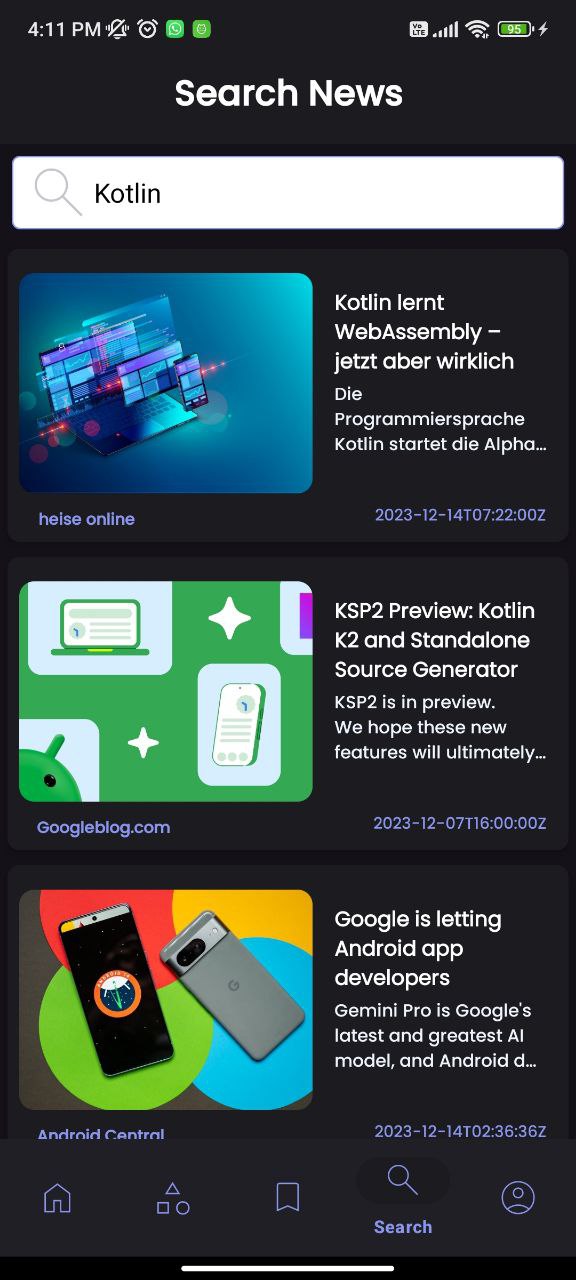 4:11 PM
Vo LTE
95
Search News
Kotlin
Kotlin lernt
WebAssembly –
jetzt aber wirklich
Die
Programmiersprache
Kotlin startet die Alpha...
heise online
2023-12-14T07:22:00Z
KSP2 Preview: Kotlin
K2 and Standalone
Source Generator
KSP2 is in preview.
We hope these new
features will ultimately...
Googleblog.com
2023-12-07T16:00:00Z
Google is letting
Android app
developers
Gemini Pro is Google's
latest and greatest AI
model, and Android d...
ANDROID 14
Android Central
2023-12-14T02:36:36Z
Search